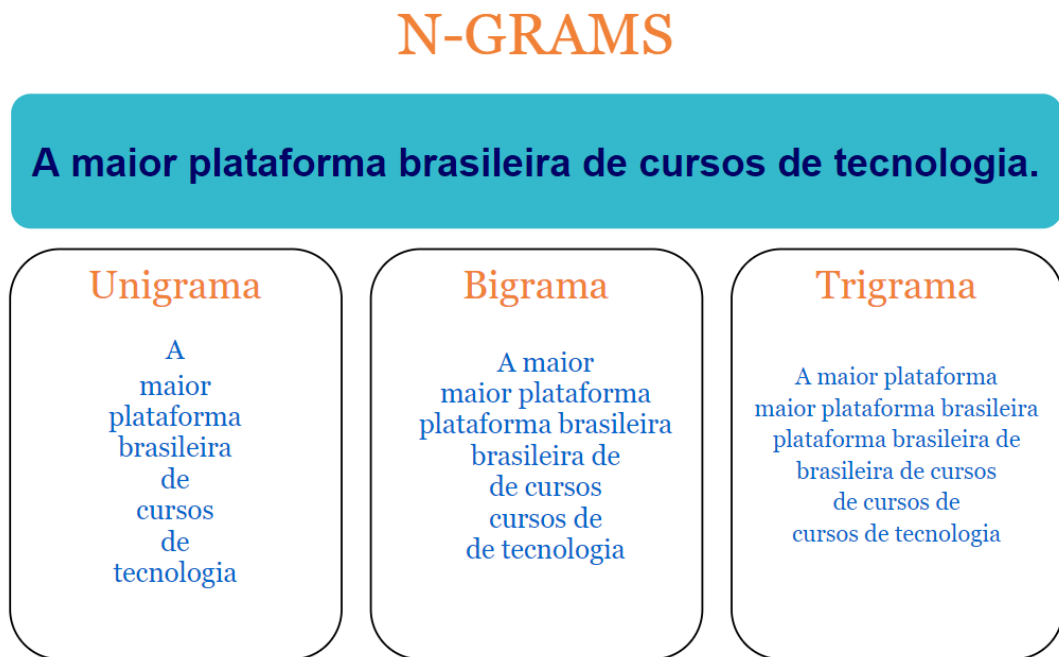 N-GRAMS
A maior plataforma brasileira de cursos de tecnologia.
Unigrama
A
maior
plataforma
brasileira
de
cursos
de
tecnologia
Bigrama
A maior
maior plataforma
plataforma brasileira
brasileira de
de cursos
cursos de
de tecnologia
Trigrama
A maior plataforma
maior plataforma brasileira
plataforma brasileira de
brasileira de cursos
de cursos de
cursos de tecnologia